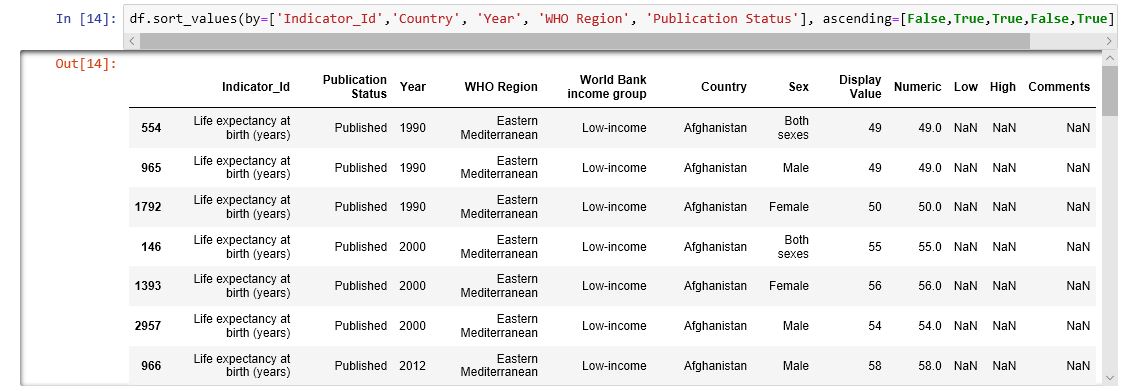 In [14]: df.sort_values(by=['Indicator_Id','Country', 'Year', 'WHO Region', 'Publication Status'], ascending=[False,True,True,False,True]
Out[14]:
Indicator_Id Publication Status Year WHO Region World Bank income group Country Sex Display Value Numeric Low High Comments
554 Life expectancy at birth (years) Published 1990 Eastern Mediterranean Low-income Afghanistan Both sexes 49 49.0 NaN NaN NaN
965 Life expectancy at birth (years) Published 1990 Eastern Mediterranean Low-income Afghanistan Male 49 49.0 NaN NaN NaN
1792 Life expectancy at birth (years) Published 1990 Eastern Mediterranean Low-income Afghanistan Female 50 50.0 NaN NaN NaN
146 Life expectancy at birth (years) Published 2000 Eastern Mediterranean Low-income Afghanistan Both sexes 55 55.0 NaN NaN NaN
1393 Life expectancy at birth (years) Published 2000 Eastern Mediterranean Low-income Afghanistan Female 56 56.0 NaN NaN NaN
2957 Life expectancy at birth (years) Published 2000 Eastern Mediterranean Low-income Afghanistan Male 54 54.0 NaN NaN NaN
966 Life expectancy at birth (years) Published 2012 Eastern Mediterranean Low-income Afghanistan Male 58 58.0 NaN NaN NaN